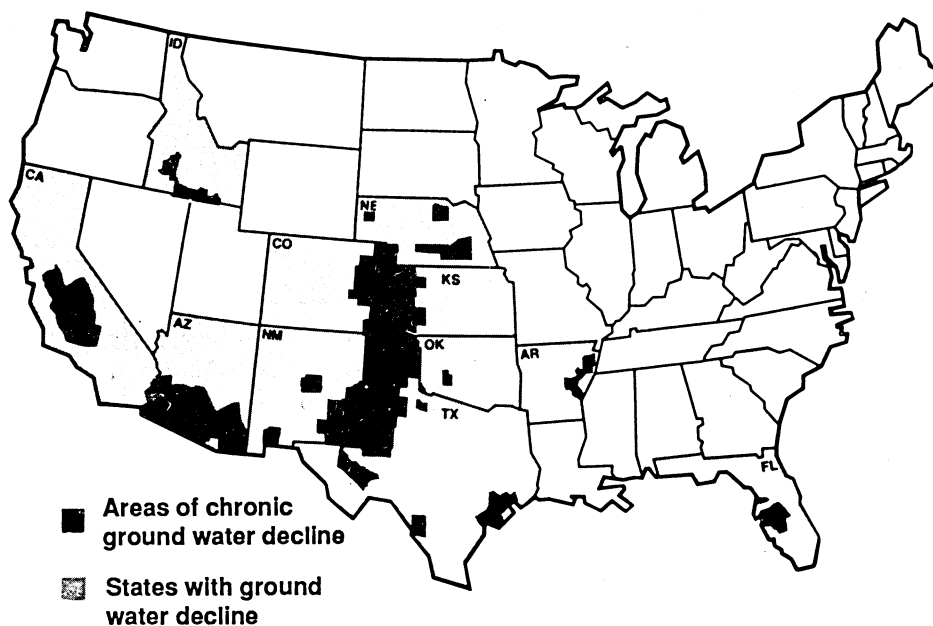 ID
CA
NE
CO
KS
AZ
NM
OK
AR
TX
FL
Areas of chronic
ground water decline
States with ground
water decline